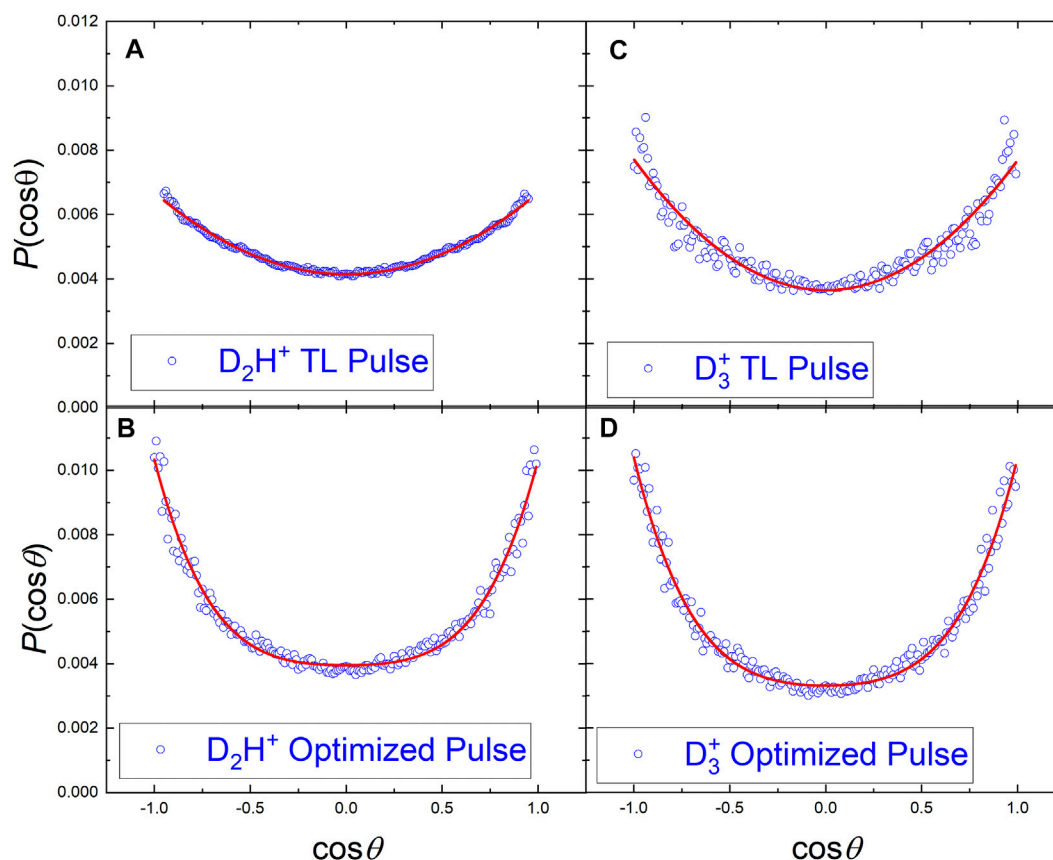 A
C
0.012
0.010
0.008
0.006
0.004
0.002
0.000
P(cosθ)
D₂H⁺ TL Pulse
D₃⁺ TL Pulse
B
D
0.010
0.008
0.006
0.004
0.002
0.000
P(cosθ)
D₂H⁺ Optimized Pulse
D₃⁺ Optimized Pulse
-1.0 -0.5 0.0 0.5 1.0
-1.0 -0.5 0.0 0.5 1.0
cosθ
cosθ